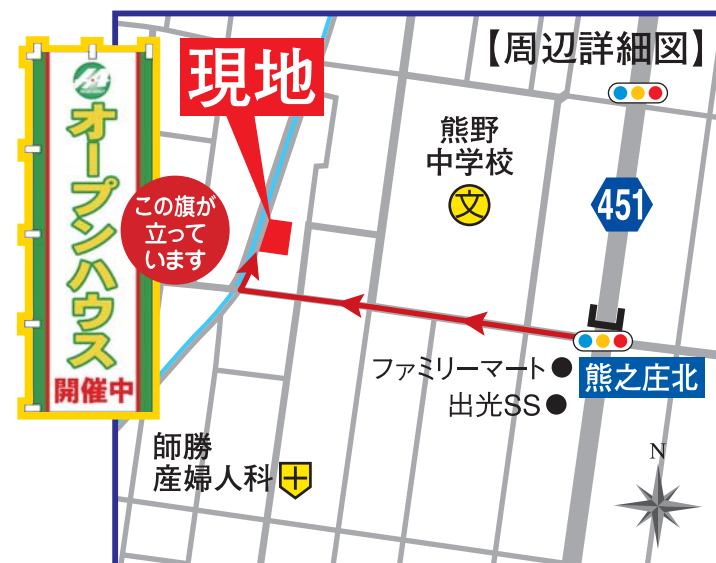 【周辺詳細図】
現地
オープンハウス
開催中
この旗が
立って
います
熊野
中学校
文
451
ファミリーマート
出光SS
熊之庄北
師勝
産婦人科
N